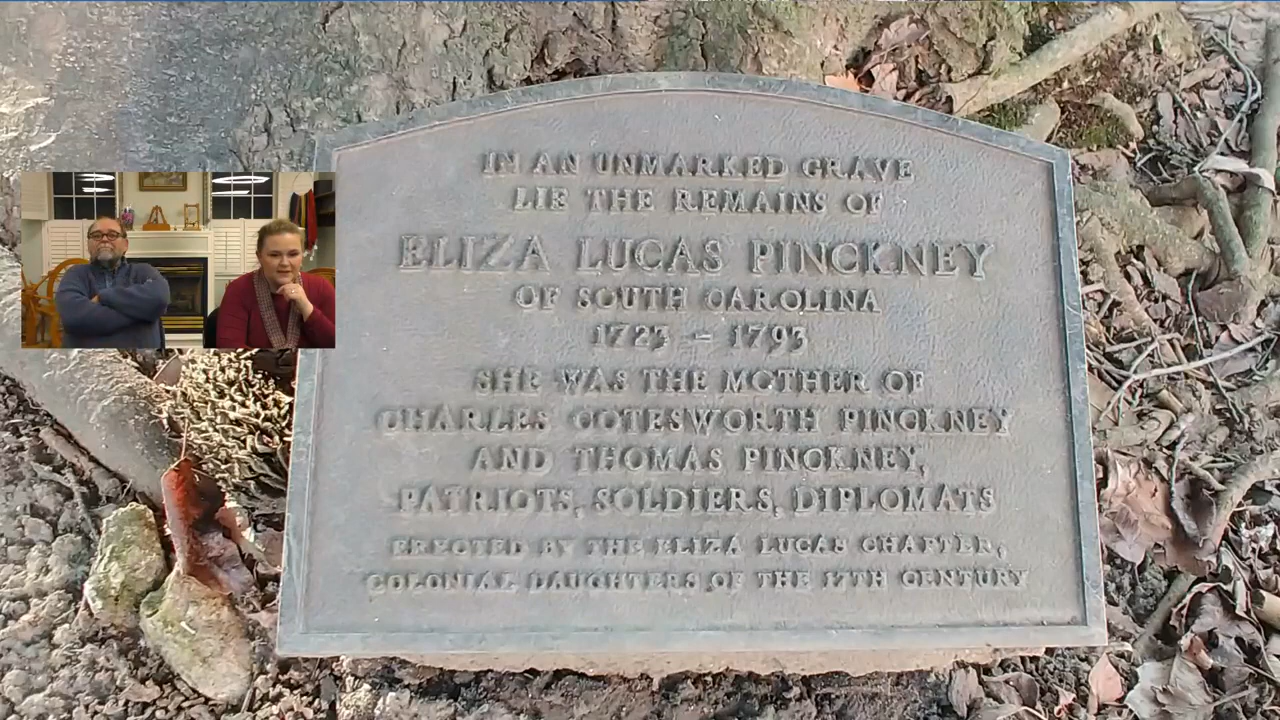 IN AN UNMARKED GRAVE
LIE THE REMAINS OF
ELIZA LUCAS PINCKNEY
OF SOUTH CAROLINA
1723 – 1793
SHE WAS THE MOTHER OF
CHARLES COTESWORTH PINCKNEY
AND THOMAS PINCKNEY,
PATRIOTS, SOLDIERS, DIPLOMATS
ERECTED BY THE ELIZA LUCAS CHAPTER,
COLONIAL DAUGHTERS OF THE 17TH CENTURY